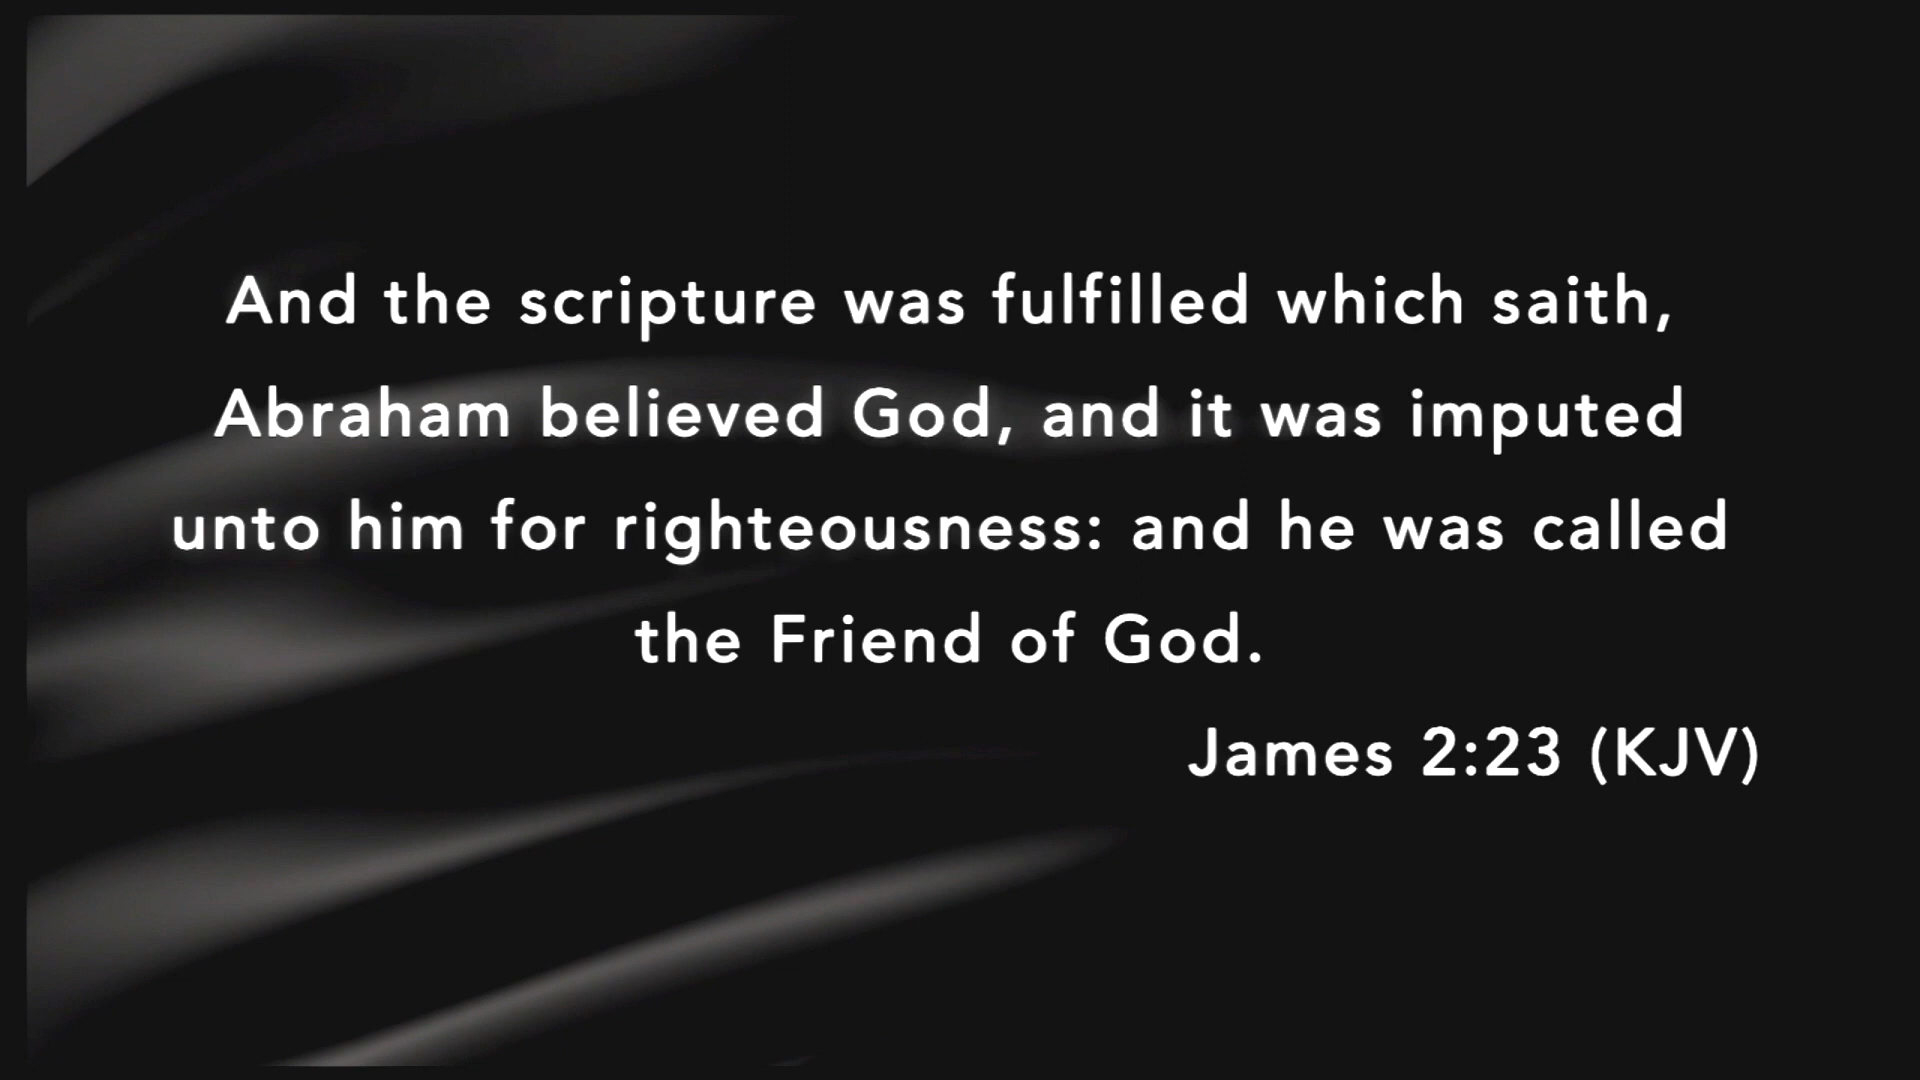 And the scripture was fulfilled which saith,
Abraham believed God, and it was imputed
unto him for righteousness: and he was called
the Friend of God.
James 2:23 (KJV)